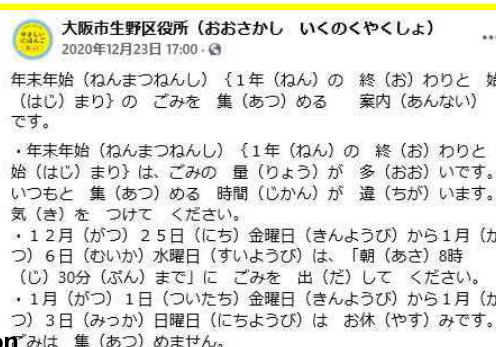 大阪市生野区役所（おおさかし　いくのくやくしょ）
2020年12月23日 17:00
年末年始（ねんまつねんし）｛1年（ねん）の　終（お）わりと　始
（はじ）まり｝の　ごみを　集（あつ）める　　案内（あんない）
です。
・年末年始（ねんまつねんし）｛1年（ねん）の　終（お）わりと
始（はじ）まり｝は、ごみの　量（りょう）が　多（おお）いです。
いつもと　集（あつ）める　時間（じかん）が　違（ちが）います。
気（き）を　つけて　ください。
・１２月（がつ）２５日（にち）金曜日（きんようび）から１月（が
つ）６日（むいか）水曜日（すいようび）は、「朝（あさ）8時
（じ）30分（ぷん）まで」に　ごみを　出（だ）して　ください。
・１月（がつ）１日（ついたち）金曜日（きんようび）から１月（が
つ）３日（みっか）日曜日（にちようび）は　お休（やす）みです。
ごみは　集（あつ）めません。